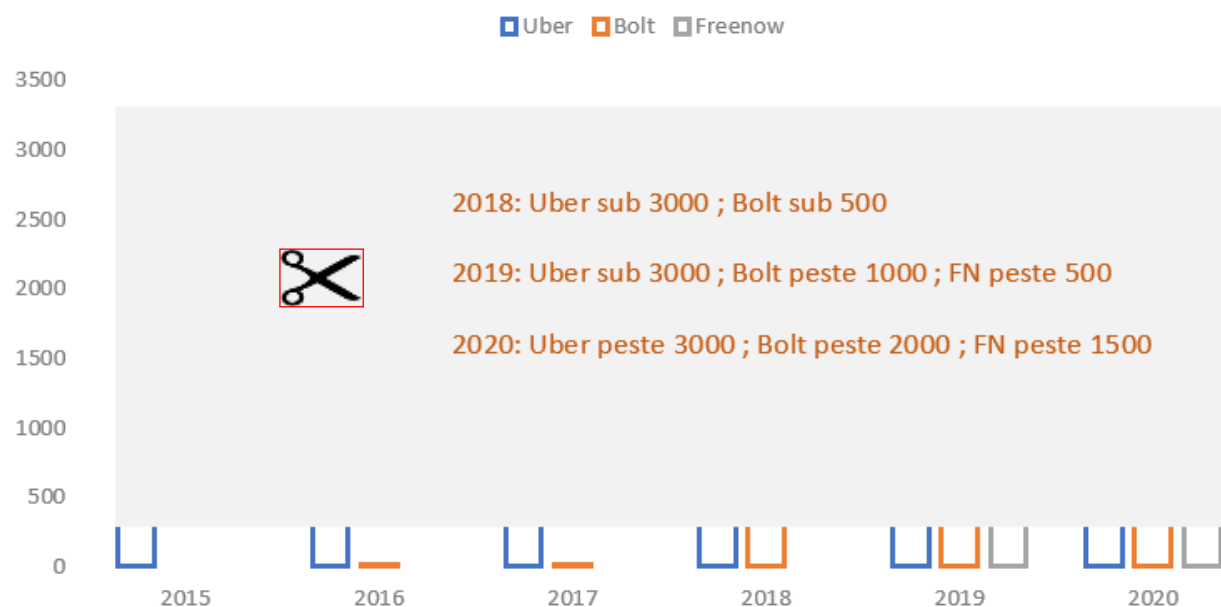 Uber Bolt Freenow
3500
3000
2018: Uber sub 3000 ; Bolt sub 500
2500
2019: Uber sub 3000 ; Bolt peste 1000 ; FN peste 500
2000
2020: Uber peste 3000 ; Bolt peste 2000 ; FN peste 1500
1500
1000
500
0
2015 2016 2017 2018 2019 2020